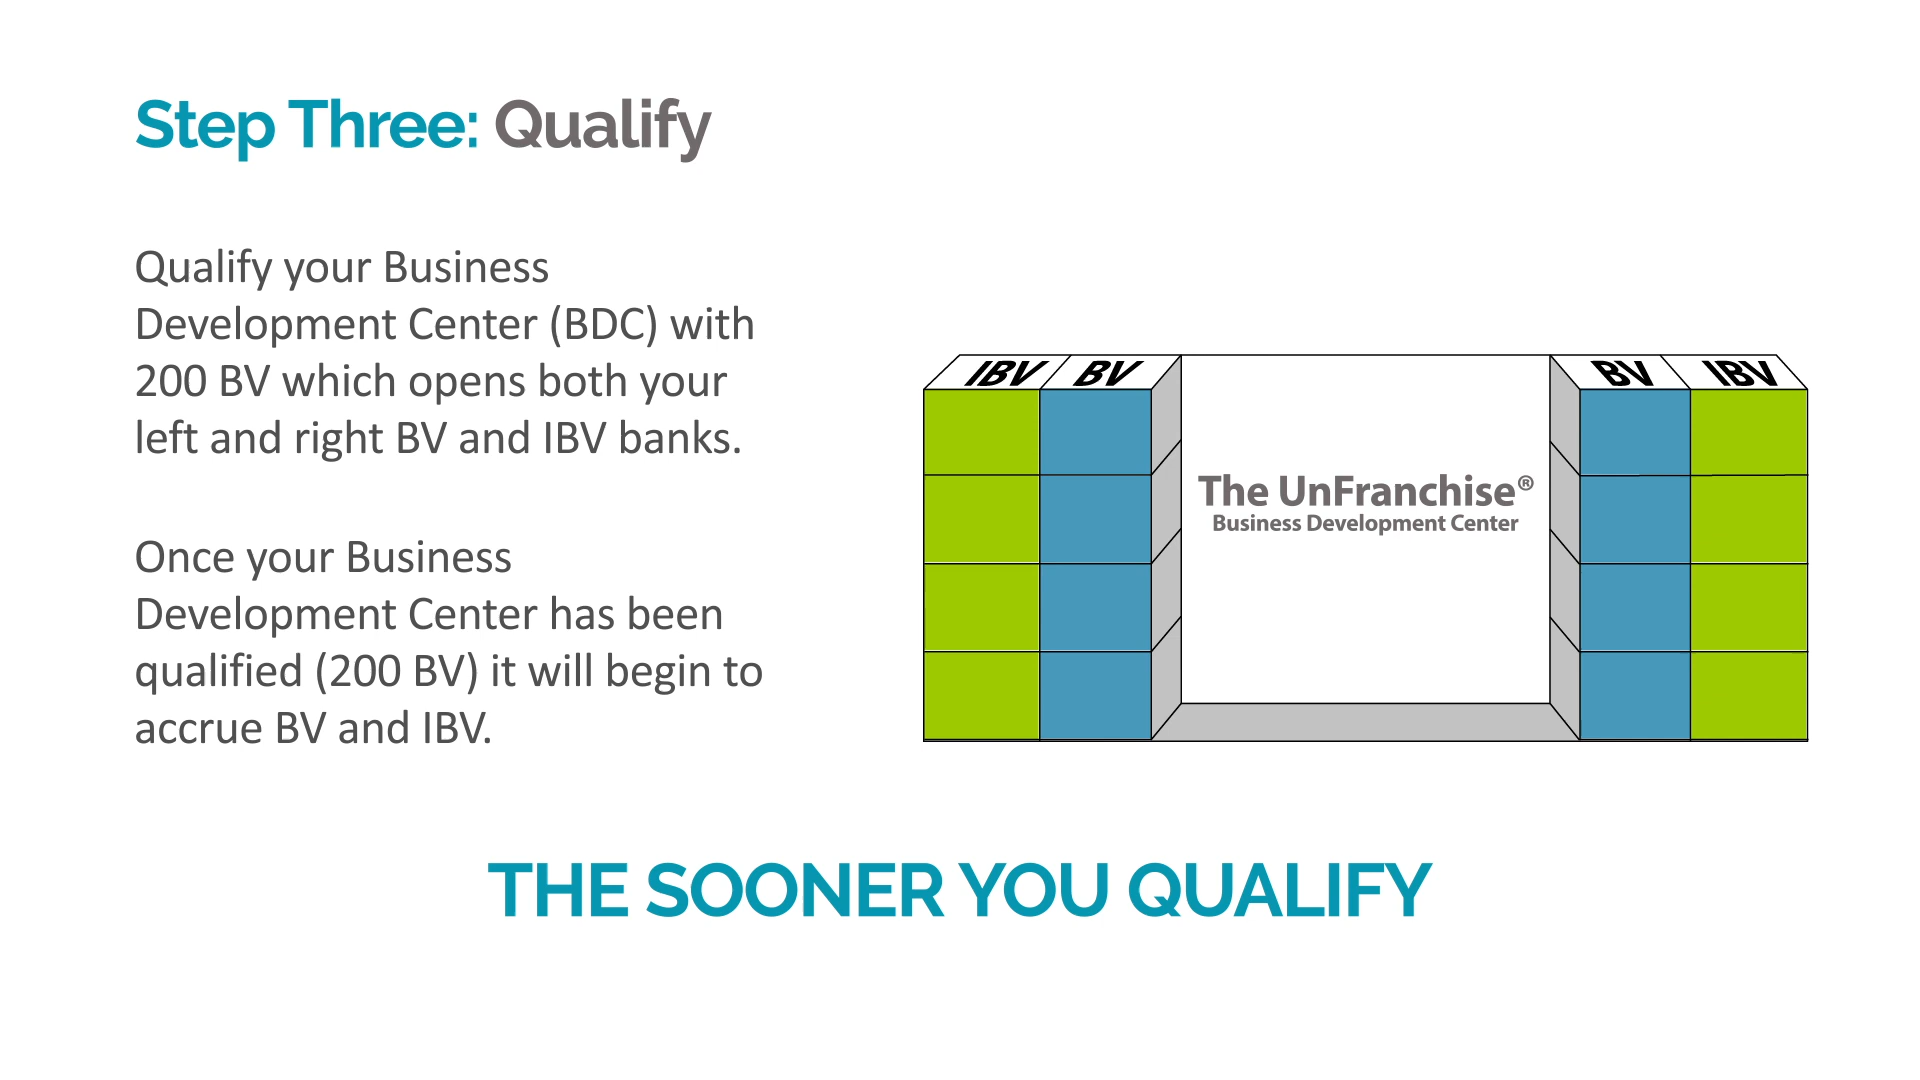 Step Three: Qualify
Qualify your Business
Development Center (BDC) with
200 BV which opens both your
left and right BV and IBV banks.
Once your Business
Development Center has been
qualified (200 BV) it will begin to
accrue BV and IBV.
IBV BV BV IBV
The UnFranchise®
Business Development Center
THE SOONER YOU QUALIFY